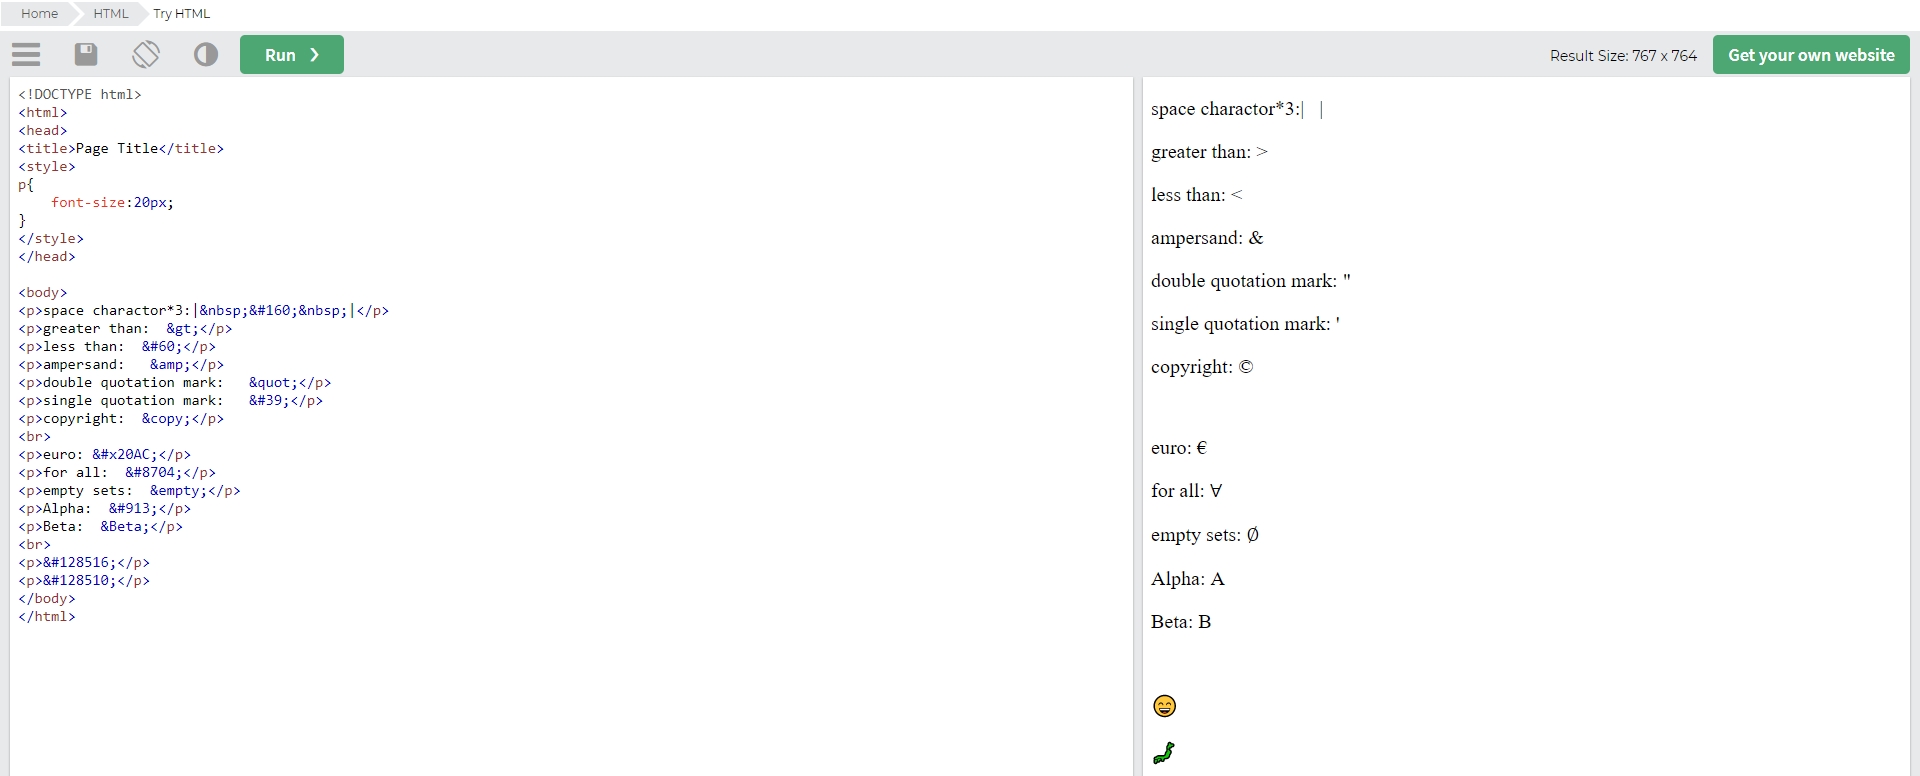 Home HTML Try HTML
Run ❯ Result Size: 767 x 764 Get your own website
<!DOCTYPE html>
<html>
<head>
<title>Page Title</title>
<style>
p{
    font-size:20px;
}
</style>
</head>
<body>
<p>space charactor*3:|&nbsp;&#160;&nbsp;|</p>
<p>greater than:  &gt;</p>
<p>less than:  &#60;</p>
<p>ampersand:   &amp;</p>
<p>double quotation mark:   &quot;</p>
<p>single quotation mark:   &#39;</p>
<p>copyright:  &copy;</p>
<br>
<p>euro: &#x20AC;</p>
<p>for all:  &#8704;</p>
<p>empty sets:  &empty;</p>
<p>Alpha:  &#913;</p>
<p>Beta:  &Beta;</p>
<br>
<p>&#128516;</p>
<p>&#128510;</p>
</body>
</html>
space charactor*3:|   |
greater than: >
less than: <
ampersand: &
double quotation mark: "
single quotation mark: '
copyright: ©
euro: €
for all: ∀
empty sets: ∅
Alpha: Α
Beta: Β
😄
🗾